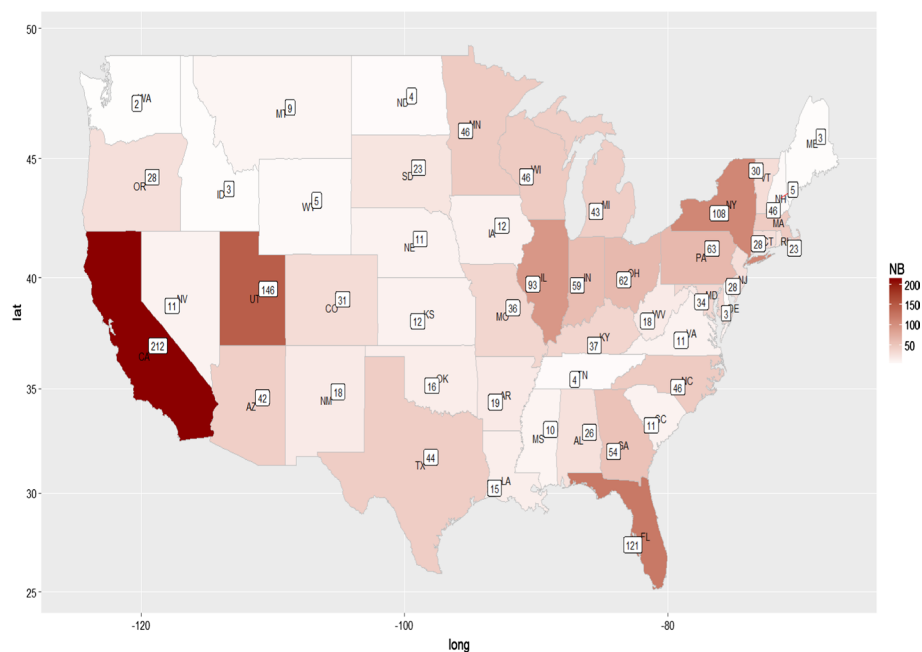 50
45
40
35
30
25
-120
-100
-80
lat
long
NB
200
150
100
50
WA
2
MT
9
ND
4
MN
46
ME
3
OR
28
ID
3
WY
5
SD
23
WI
46
MI
43
NY
108
VT
30
NH
5
MA
46
CT
28
RI
23
NV
11
UT
146
CO
31
NE
11
IA
12
IL
93
IN
59
OH
62
PA
63
NJ
28
MD
34
DE
3
CA
212
KS
12
MO
36
KY
37
WV
18
VA
11
AZ
42
NM
18
OK
16
AR
19
TN
4
NC
46
SC
11
TX
44
LA
15
MS
10
AL
26
GA
54
FL
121